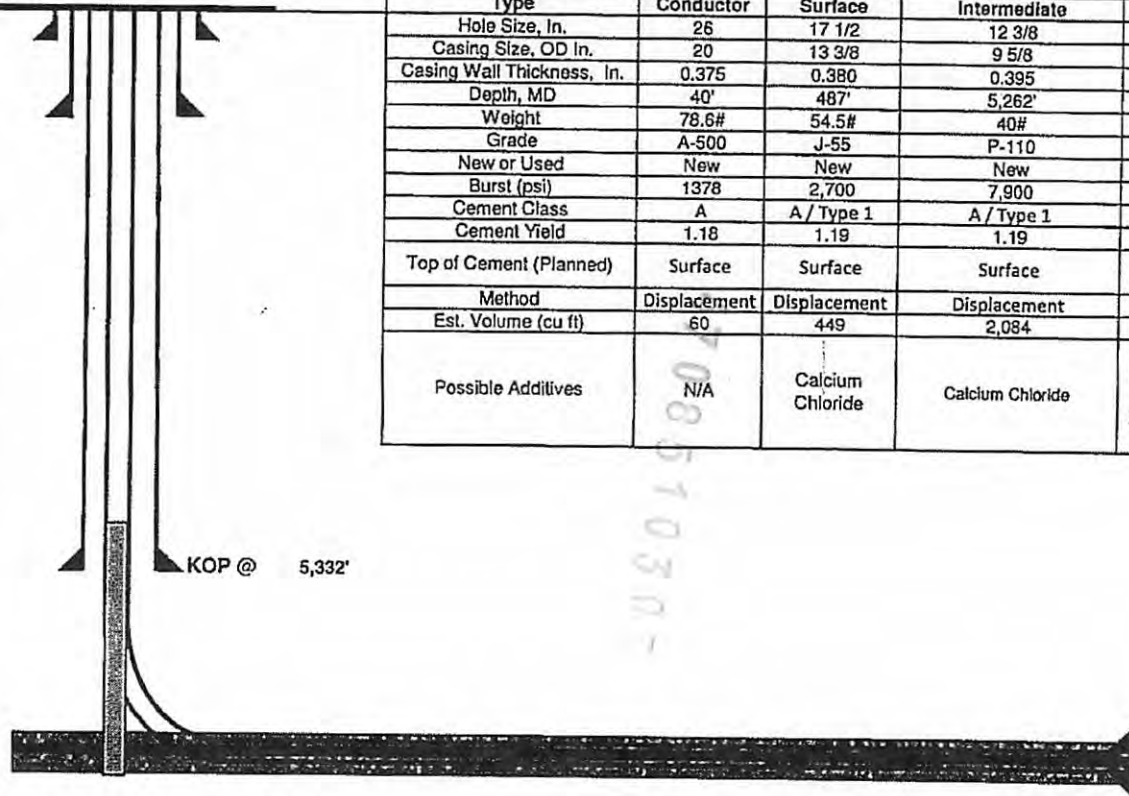 Type Conductor Surface Intermediate
Hole Size, In. 26 17 1/2 12 3/8
Casing Size, OD In. 20 13 3/8 9 5/8
Casing Wall Thickness, In. 0.375 0.380 0.395
Depth, MD 40' 487' 5,262'
Weight 78.6# 54.5# 40#
Grade A-500 J-55 P-110
New or Used New New New
Burst (psi) 1378 2,700 7,900
Cement Class A A / Type 1 A / Type 1
Cement Yield 1.18 1.19 1.19
Top of Cement (Planned) Surface Surface Surface
Method Displacement Displacement Displacement
Est. Volume (cu ft) 60 449 2,084
Possible Additives N/A Calcium Chloride Calcium Chloride
KOP @ 5,332'